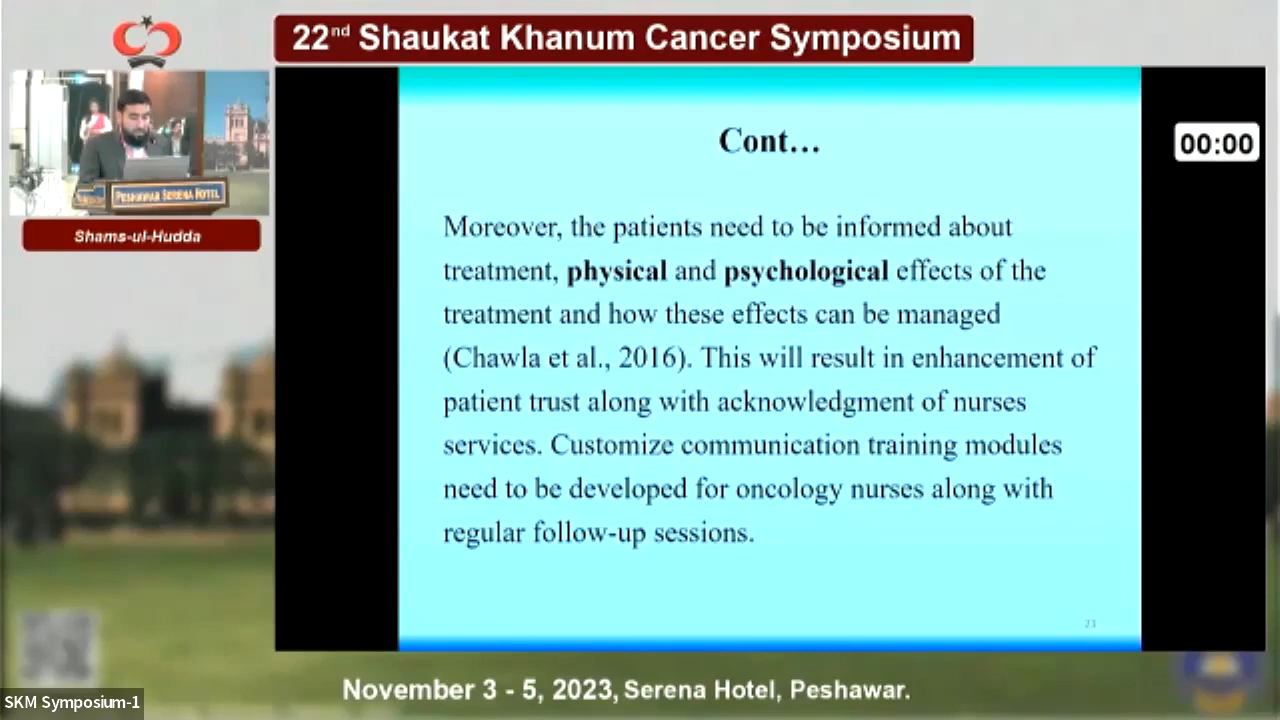 22nd Shaukat Khanum Cancer Symposium
PESHAWAR SERENA HOTEL
Shams-ul-Hudda
00:00
Cont…
Moreover, the patients need to be informed about
treatment, physical and psychological effects of the
treatment and how these effects can be managed
(Chawla et al., 2016). This will result in enhancement of
patient trust along with acknowledgment of nurses
services. Customize communication training modules
need to be developed for oncology nurses along with
regular follow-up sessions.
23
November 3 - 5, 2023, Serena Hotel, Peshawar.
SKM Symposium-1